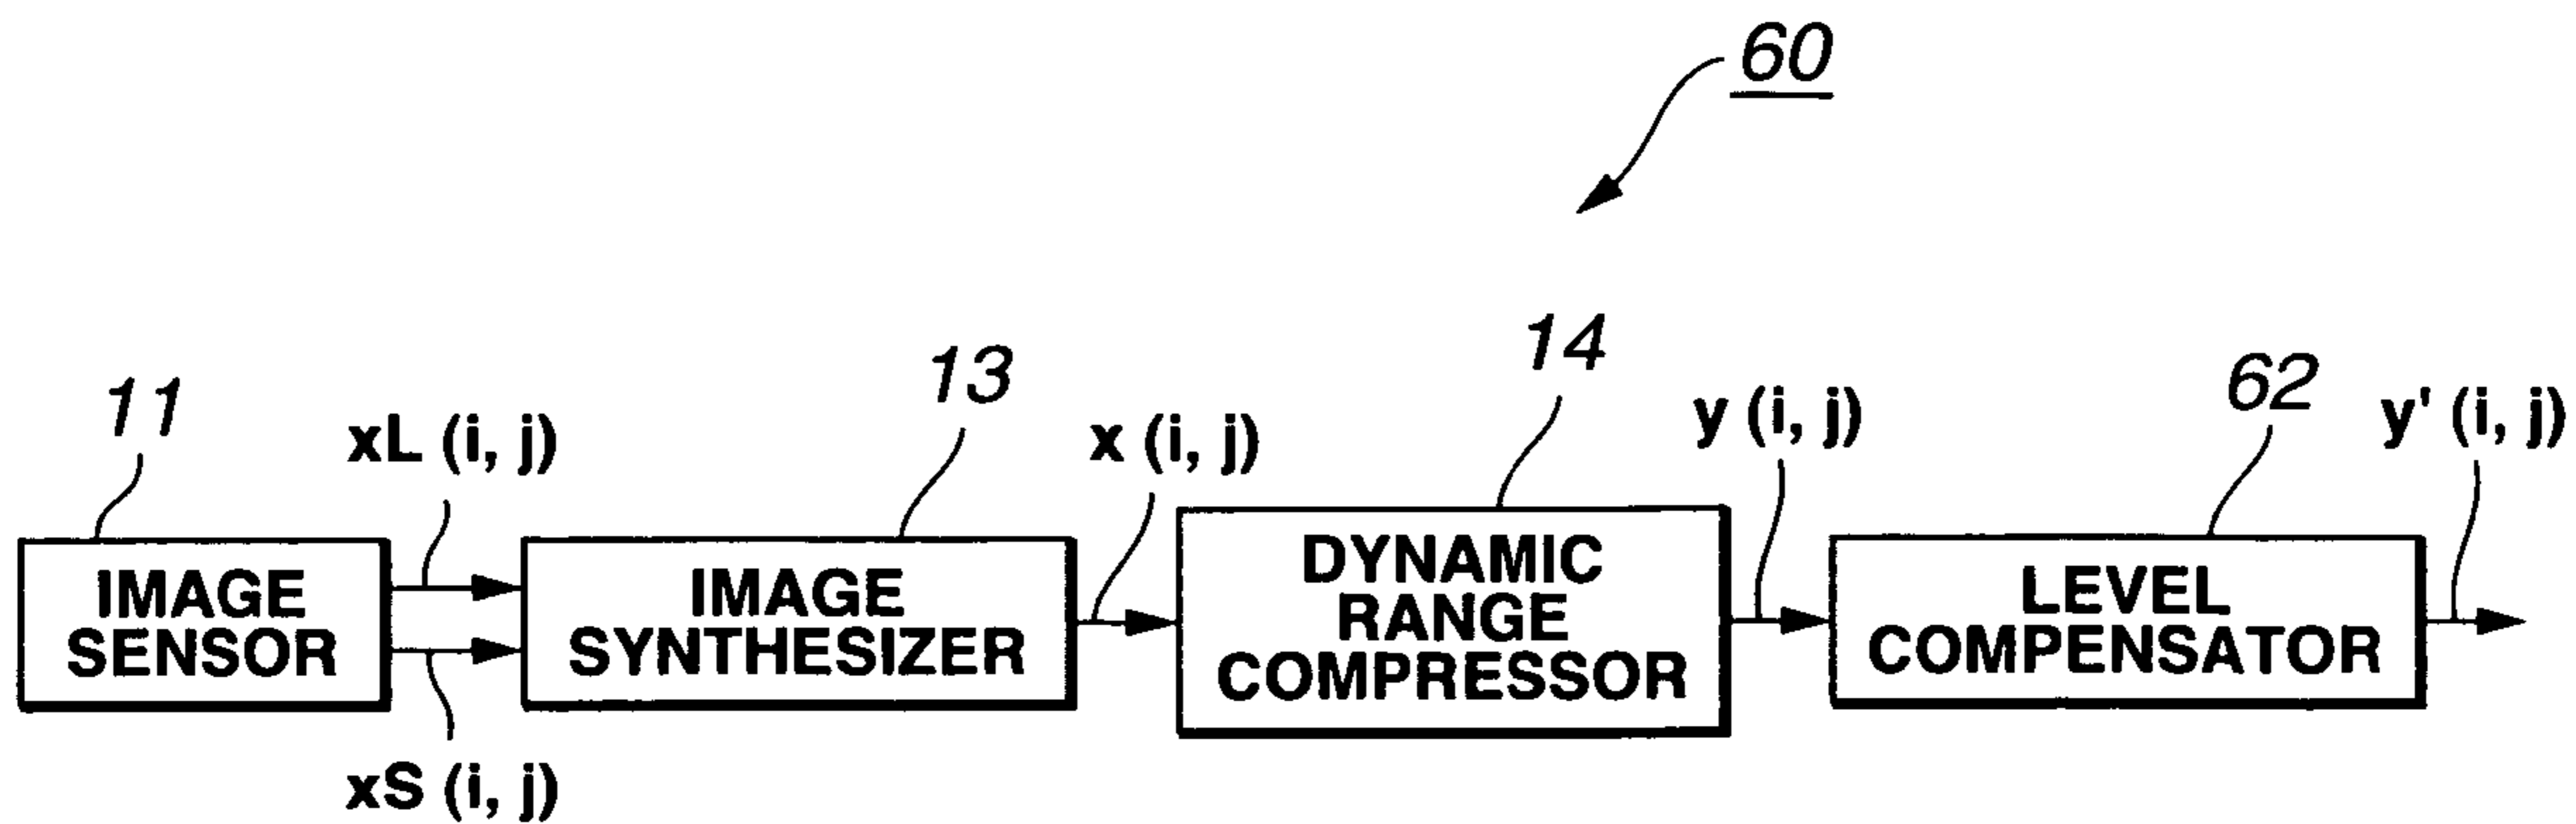 60
11
xL (i, j)
13
x (i, j)
14
y (i, j)
62
y' (i, j)
IMAGE
SENSOR
IMAGE
SYNTHESIZER
DYNAMIC
RANGE
COMPRESSOR
LEVEL
COMPENSATOR
xS (i, j)